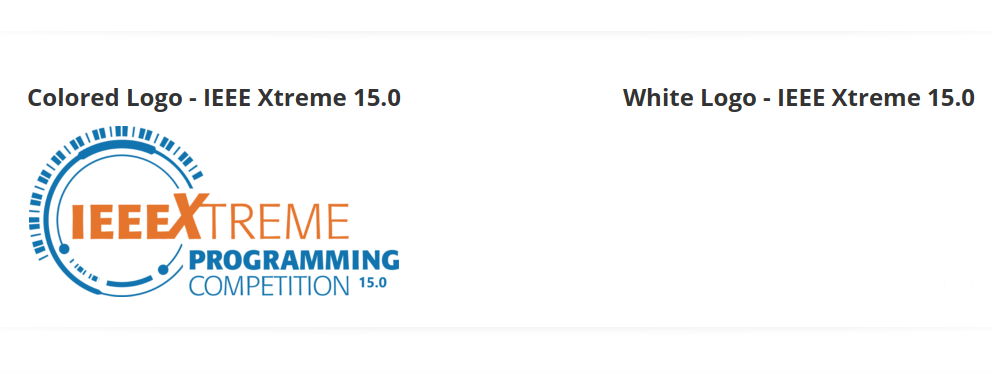 Colored Logo - IEEE Xtreme 15.0
White Logo - IEEE Xtreme 15.0
IEEEXTREME
PROGRAMMING
COMPETITION 15.0